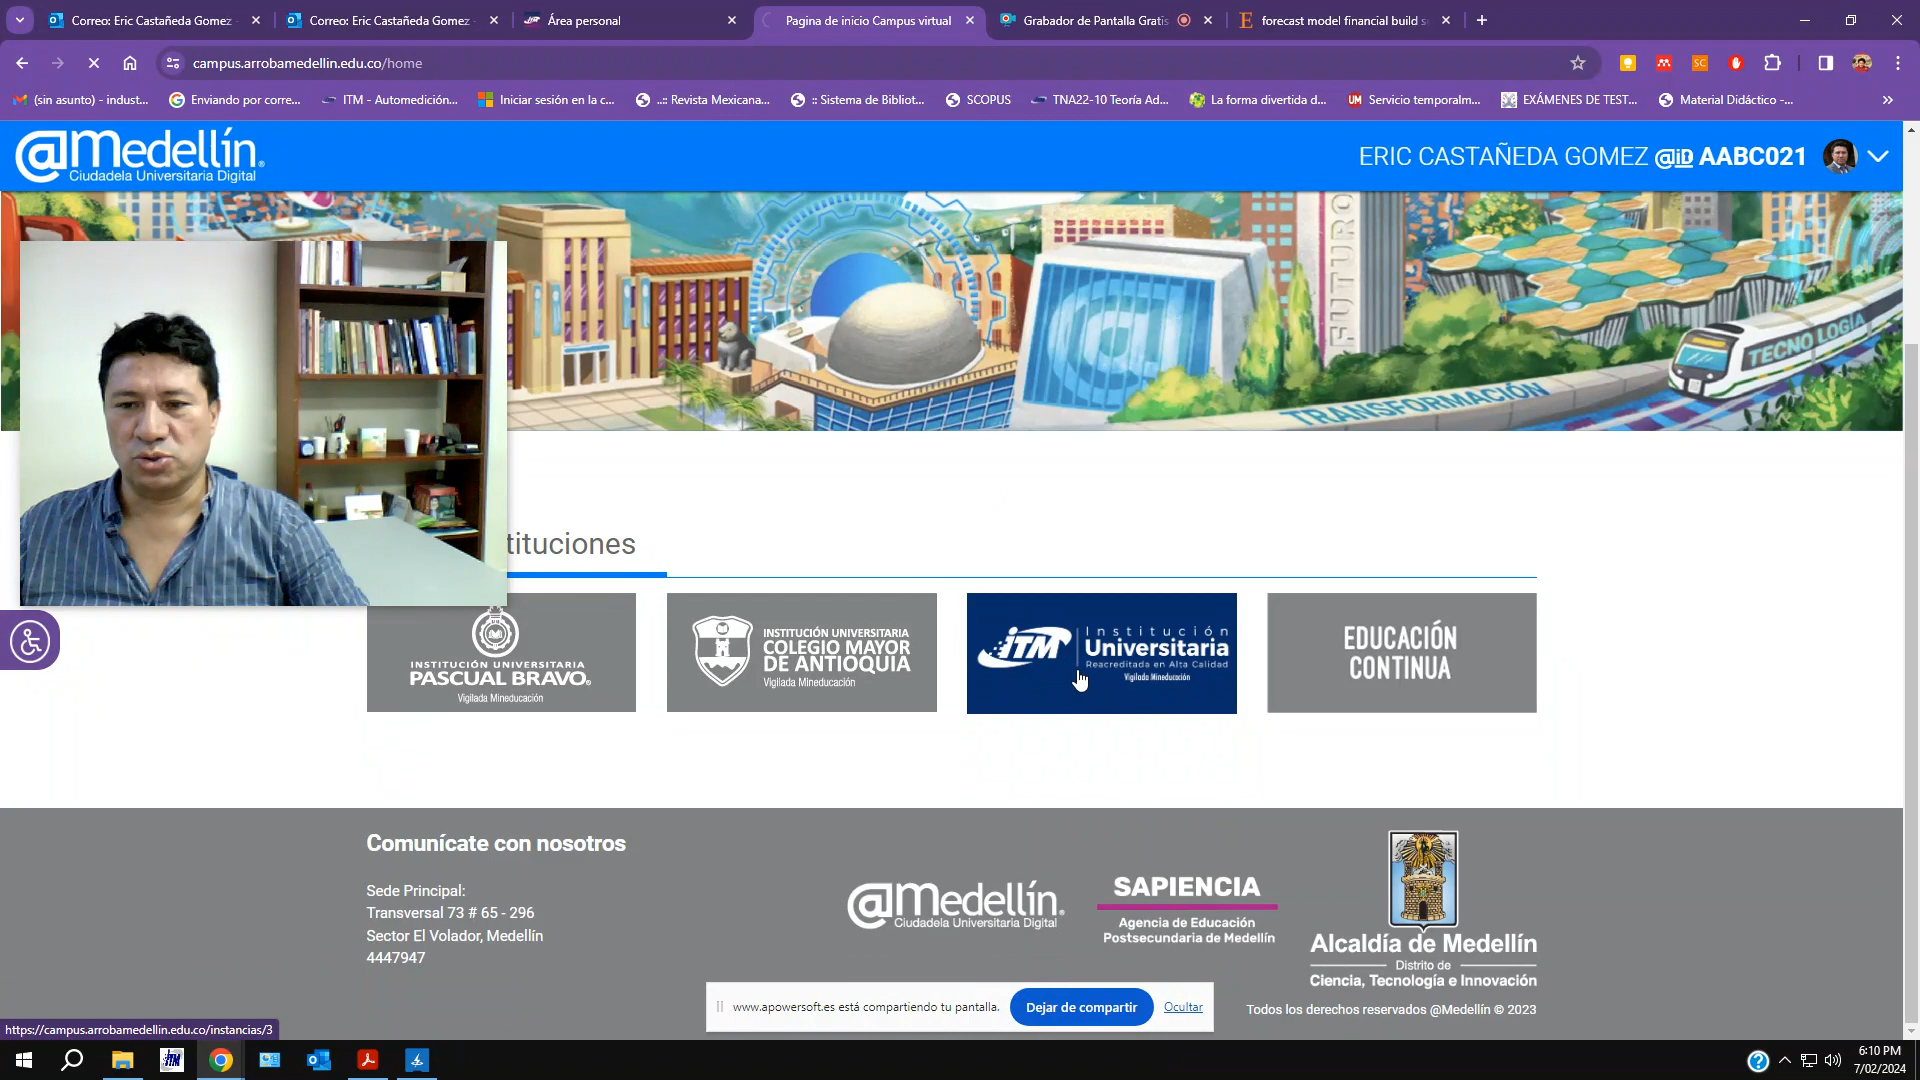 Correo: Eric Castañeda Gomez
Correo: Eric Castañeda Gomez
Área personal
Pagina de inicio Campus virtual
Grabador de Pantalla Gratis
forecast model financial build s
campus.arrobamedellin.edu.co/home
(sin asunto) - indust...
Enviando por corre...
ITM - Automedición...
Iniciar sesión en la c...
..:: Revista Mexicana...
:: Sistema de Bibliot...
SCOPUS
TNA22-10 Teoría Ad...
La forma divertida d...
Servicio temporalm...
EXÁMENES DE TEST...
Material Didáctico -...
@Medellín
Ciudadela Universitaria Digital
ERIC CASTAÑEDA GOMEZ @iD AABC021
FUTURO
TECNOLOGÍA
TRANSFORMACIÓN
tituciones
INSTITUCIÓN UNIVERSITARIA
PASCUAL BRAVO
Vigilada Mineducación
INSTITUCIÓN UNIVERSITARIA
COLEGIO MAYOR
DE ANTIOQUIA
Vigilada Mineducación
iTM
Institución
Universitaria
Reacreditada en Alta Calidad
Vigilada Mineducación
EDUCACIÓN
CONTINUA
Comunícate con nosotros
Sede Principal:
Transversal 73 # 65 - 296
Sector El Volador, Medellín
4447947
@Medellín
Ciudadela Universitaria Digital
SAPIENCIA
Agencia de Educación
Postsecundaria de Medellín
Alcaldía de Medellín
Distrito de
Ciencia, Tecnología e Innovación
Todos los derechos reservados @Medellín © 2023
www.apowersoft.es está compartiendo tu pantalla.
Dejar de compartir
Ocultar
https://campus.arrobamedellin.edu.co/instancias/3
6:10 PM
7/02/2024